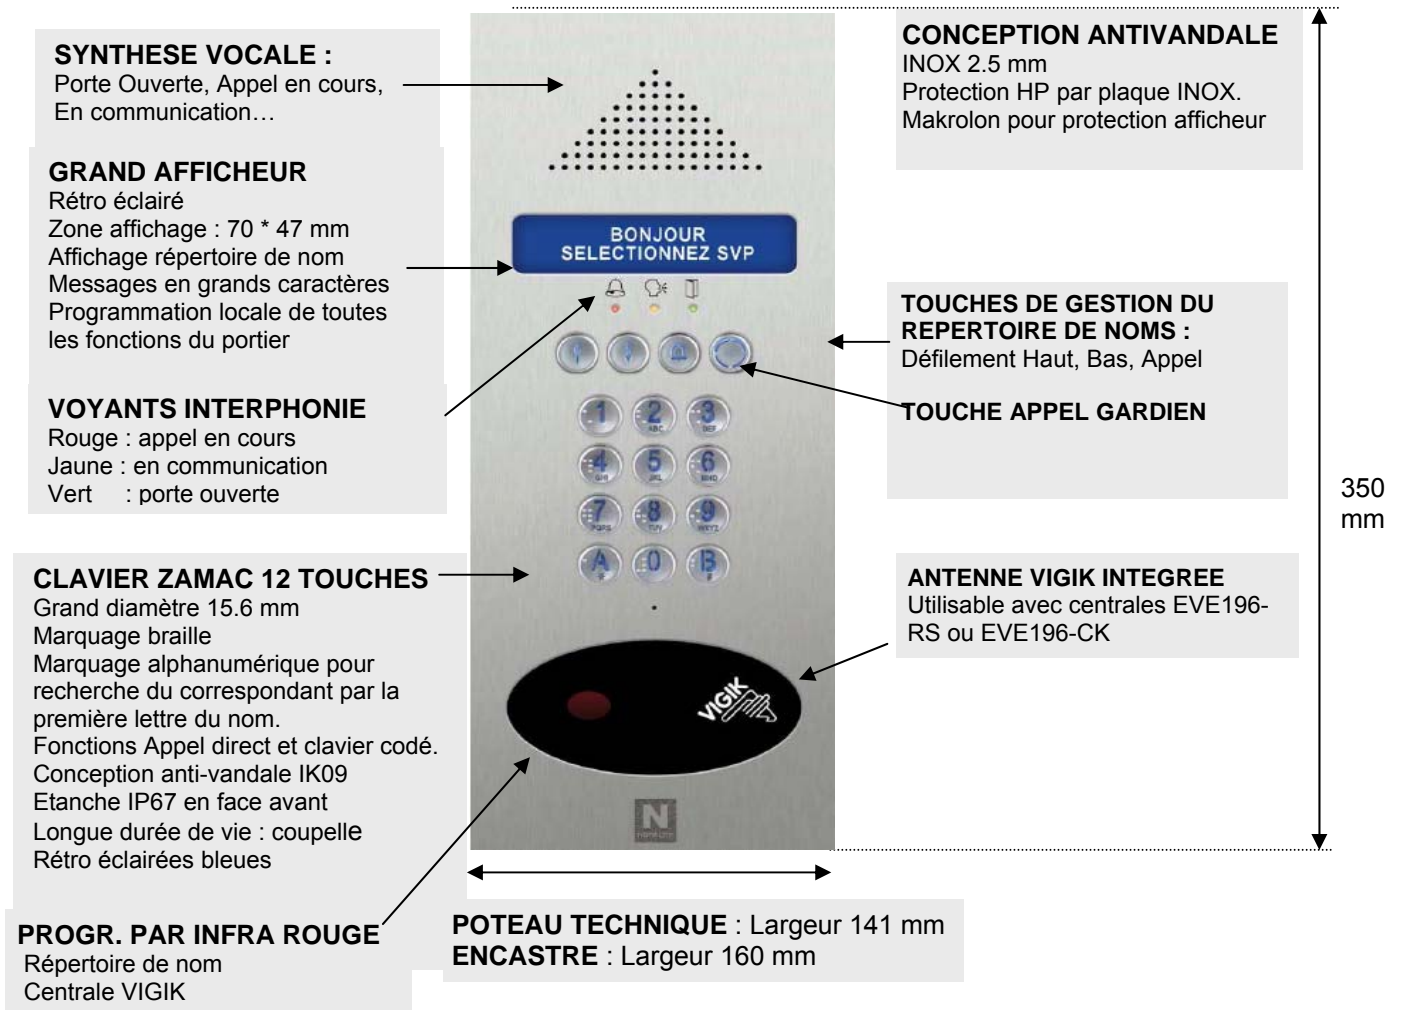 SYNTHESE VOCALE :
Porte Ouverte, Appel en cours,
En communication…
GRAND AFFICHEUR
Rétro éclairé
Zone affichage : 70 * 47 mm
Affichage répertoire de nom
Messages en grands caractères
Programmation locale de toutes
les fonctions du portier
VOYANTS INTERPHONIE
Rouge : appel en cours
Jaune : en communication
Vert : porte ouverte
CLAVIER ZAMAC 12 TOUCHES
Grand diamètre 15.6 mm
Marquage braille
Marquage alphanumérique pour
recherche du correspondant par la
première lettre du nom.
Fonctions Appel direct et clavier codé.
Conception anti-vandale IK09
Etanche IP67 en face avant
Longue durée de vie : coupelle
Rétro éclairées bleues
PROGR. PAR INFRA ROUGE
Répertoire de nom
Centrale VIGIK
BONJOUR
SELECTIONNEZ SVP
1 2 3
ABC DEF
4 5 6
GHI JKL MNO
7 8 9
PQRS TUV WXYZ
A 0 B
VIGIK
N
POTEAU TECHNIQUE : Largeur 141 mm
ENCASTRE : Largeur 160 mm
CONCEPTION ANTIVANDALE
INOX 2.5 mm
Protection HP par plaque INOX.
Makrolon pour protection afficheur
TOUCHES DE GESTION DU
REPERTOIRE DE NOMS :
Défilement Haut, Bas, Appel
TOUCHE APPEL GARDIEN
ANTENNE VIGIK INTEGREE
Utilisable avec centrales EVE196-
RS ou EVE196-CK
350
mm